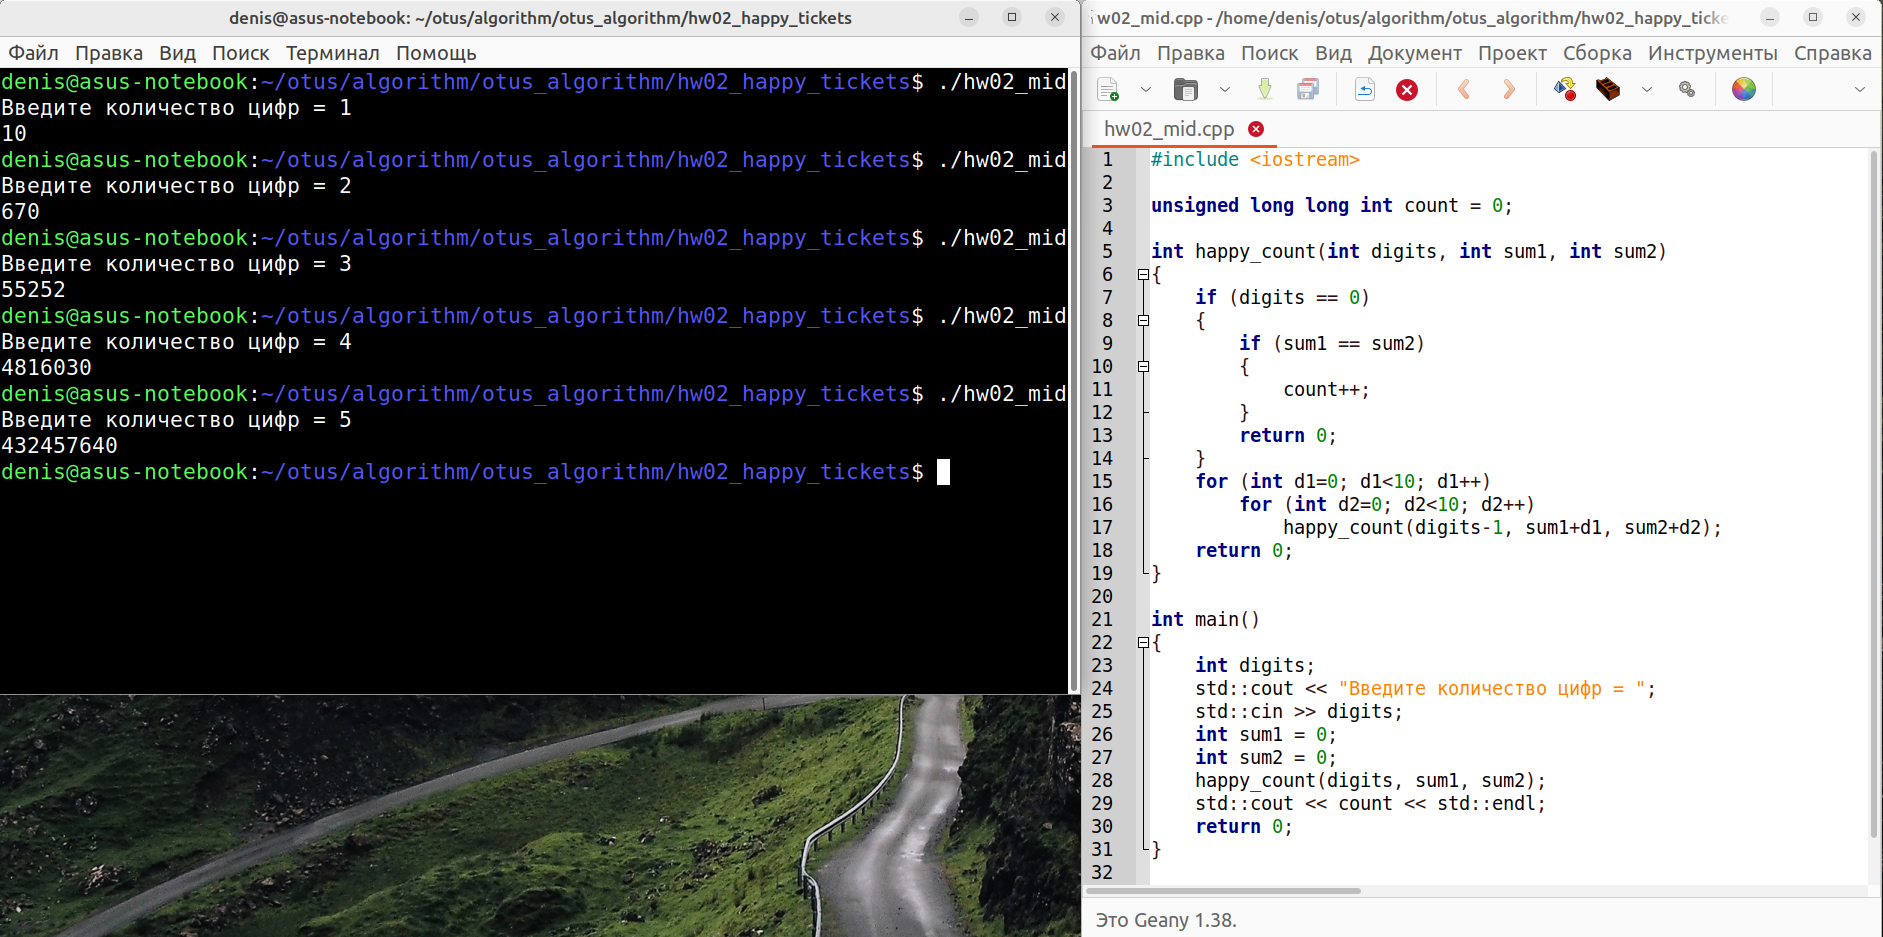 denis@asus-notebook: ~/otus/algorithm/otus_algorithm/hw02_happy_tickets
Файл Правка Вид Поиск Терминал Помощь
denis@asus-notebook:~/otus/algorithm/otus_algorithm/hw02_happy_tickets$ ./hw02_mid
Введите количество цифр = 1
10
denis@asus-notebook:~/otus/algorithm/otus_algorithm/hw02_happy_tickets$ ./hw02_mid
Введите количество цифр = 2
670
denis@asus-notebook:~/otus/algorithm/otus_algorithm/hw02_happy_tickets$ ./hw02_mid
Введите количество цифр = 3
55252
denis@asus-notebook:~/otus/algorithm/otus_algorithm/hw02_happy_tickets$ ./hw02_mid
Введите количество цифр = 4
4816030
denis@asus-notebook:~/otus/algorithm/otus_algorithm/hw02_happy_tickets$ ./hw02_mid
Введите количество цифр = 5
432457640
denis@asus-notebook:~/otus/algorithm/otus_algorithm/hw02_happy_tickets$
w02_mid.cpp - /home/denis/otus/algorithm/otus_algorithm/hw02_happy_ticke
Файл Правка Поиск Вид Документ Проект Сборка Инструменты Справка
hw02_mid.cpp
1 #include <iostream>
2
3 unsigned long long int count = 0;
4
5 int happy_count(int digits, int sum1, int sum2)
6 {
7     if (digits == 0)
8     {
9         if (sum1 == sum2)
10         {
11             count++;
12         }
13         return 0;
14     }
15     for (int d1=0; d1<10; d1++)
16         for (int d2=0; d2<10; d2++)
17             happy_count(digits-1, sum1+d1, sum2+d2);
18     return 0;
19 }
20
21 int main()
22 {
23     int digits;
24     std::cout << "Введите количество цифр = ";
25     std::cin >> digits;
26     int sum1 = 0;
27     int sum2 = 0;
28     happy_count(digits, sum1, sum2);
29     std::cout << count << std::endl;
30     return 0;
31 }
32
Это Geany 1.38.